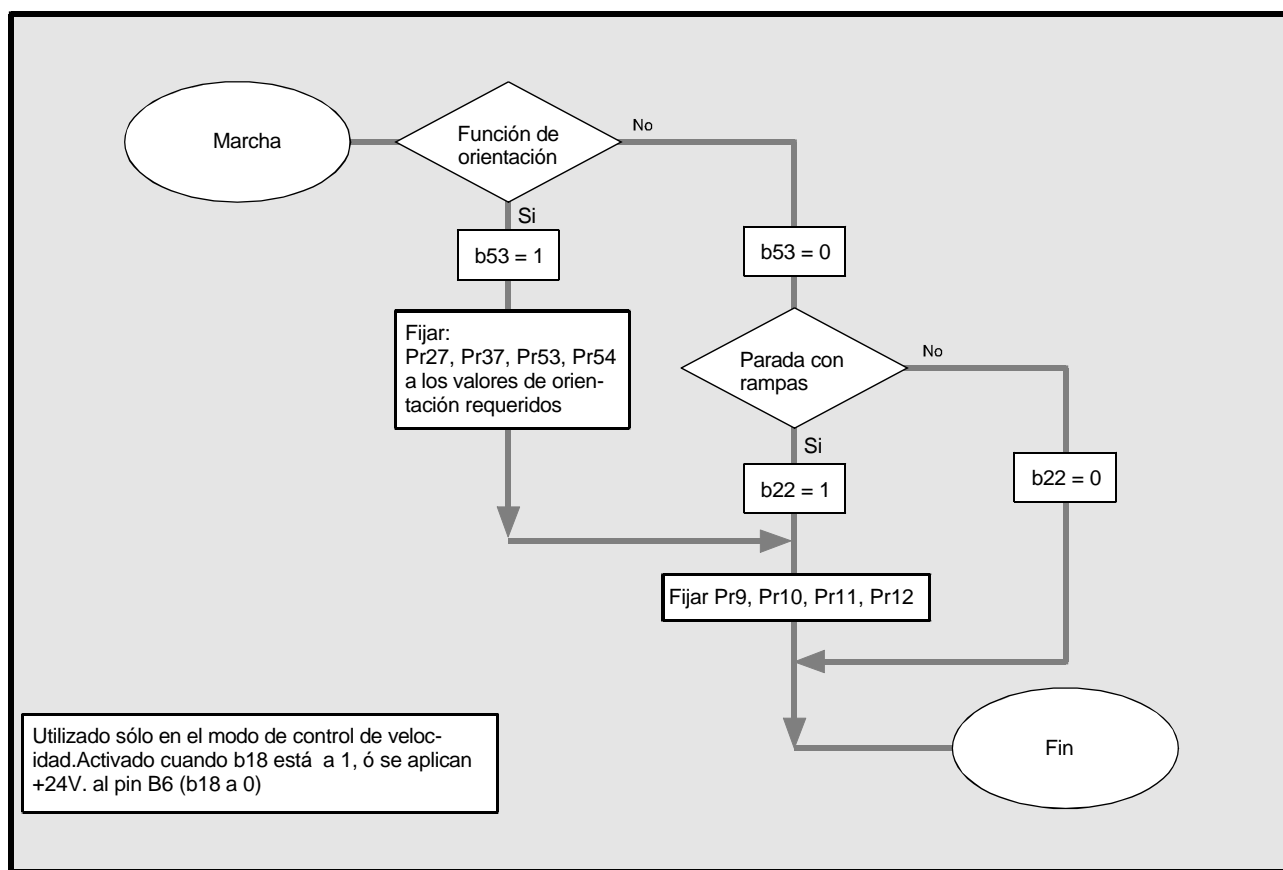 Marcha
Función de
orientación
No
Si
b53 = 1
b53 = 0
Fijar:
Pr27, Pr37, Pr53, Pr54
a los valores de orien-
tación requeridos
Parada con
rampas
No
Si
b22 = 1
b22 = 0
Fijar Pr9, Pr10, Pr11, Pr12
Utilizado sólo en el modo de control de veloc-
idad.Activado cuando b18 está  a 1, ó se aplican
+24V. al pin B6 (b18 a 0)
Fin